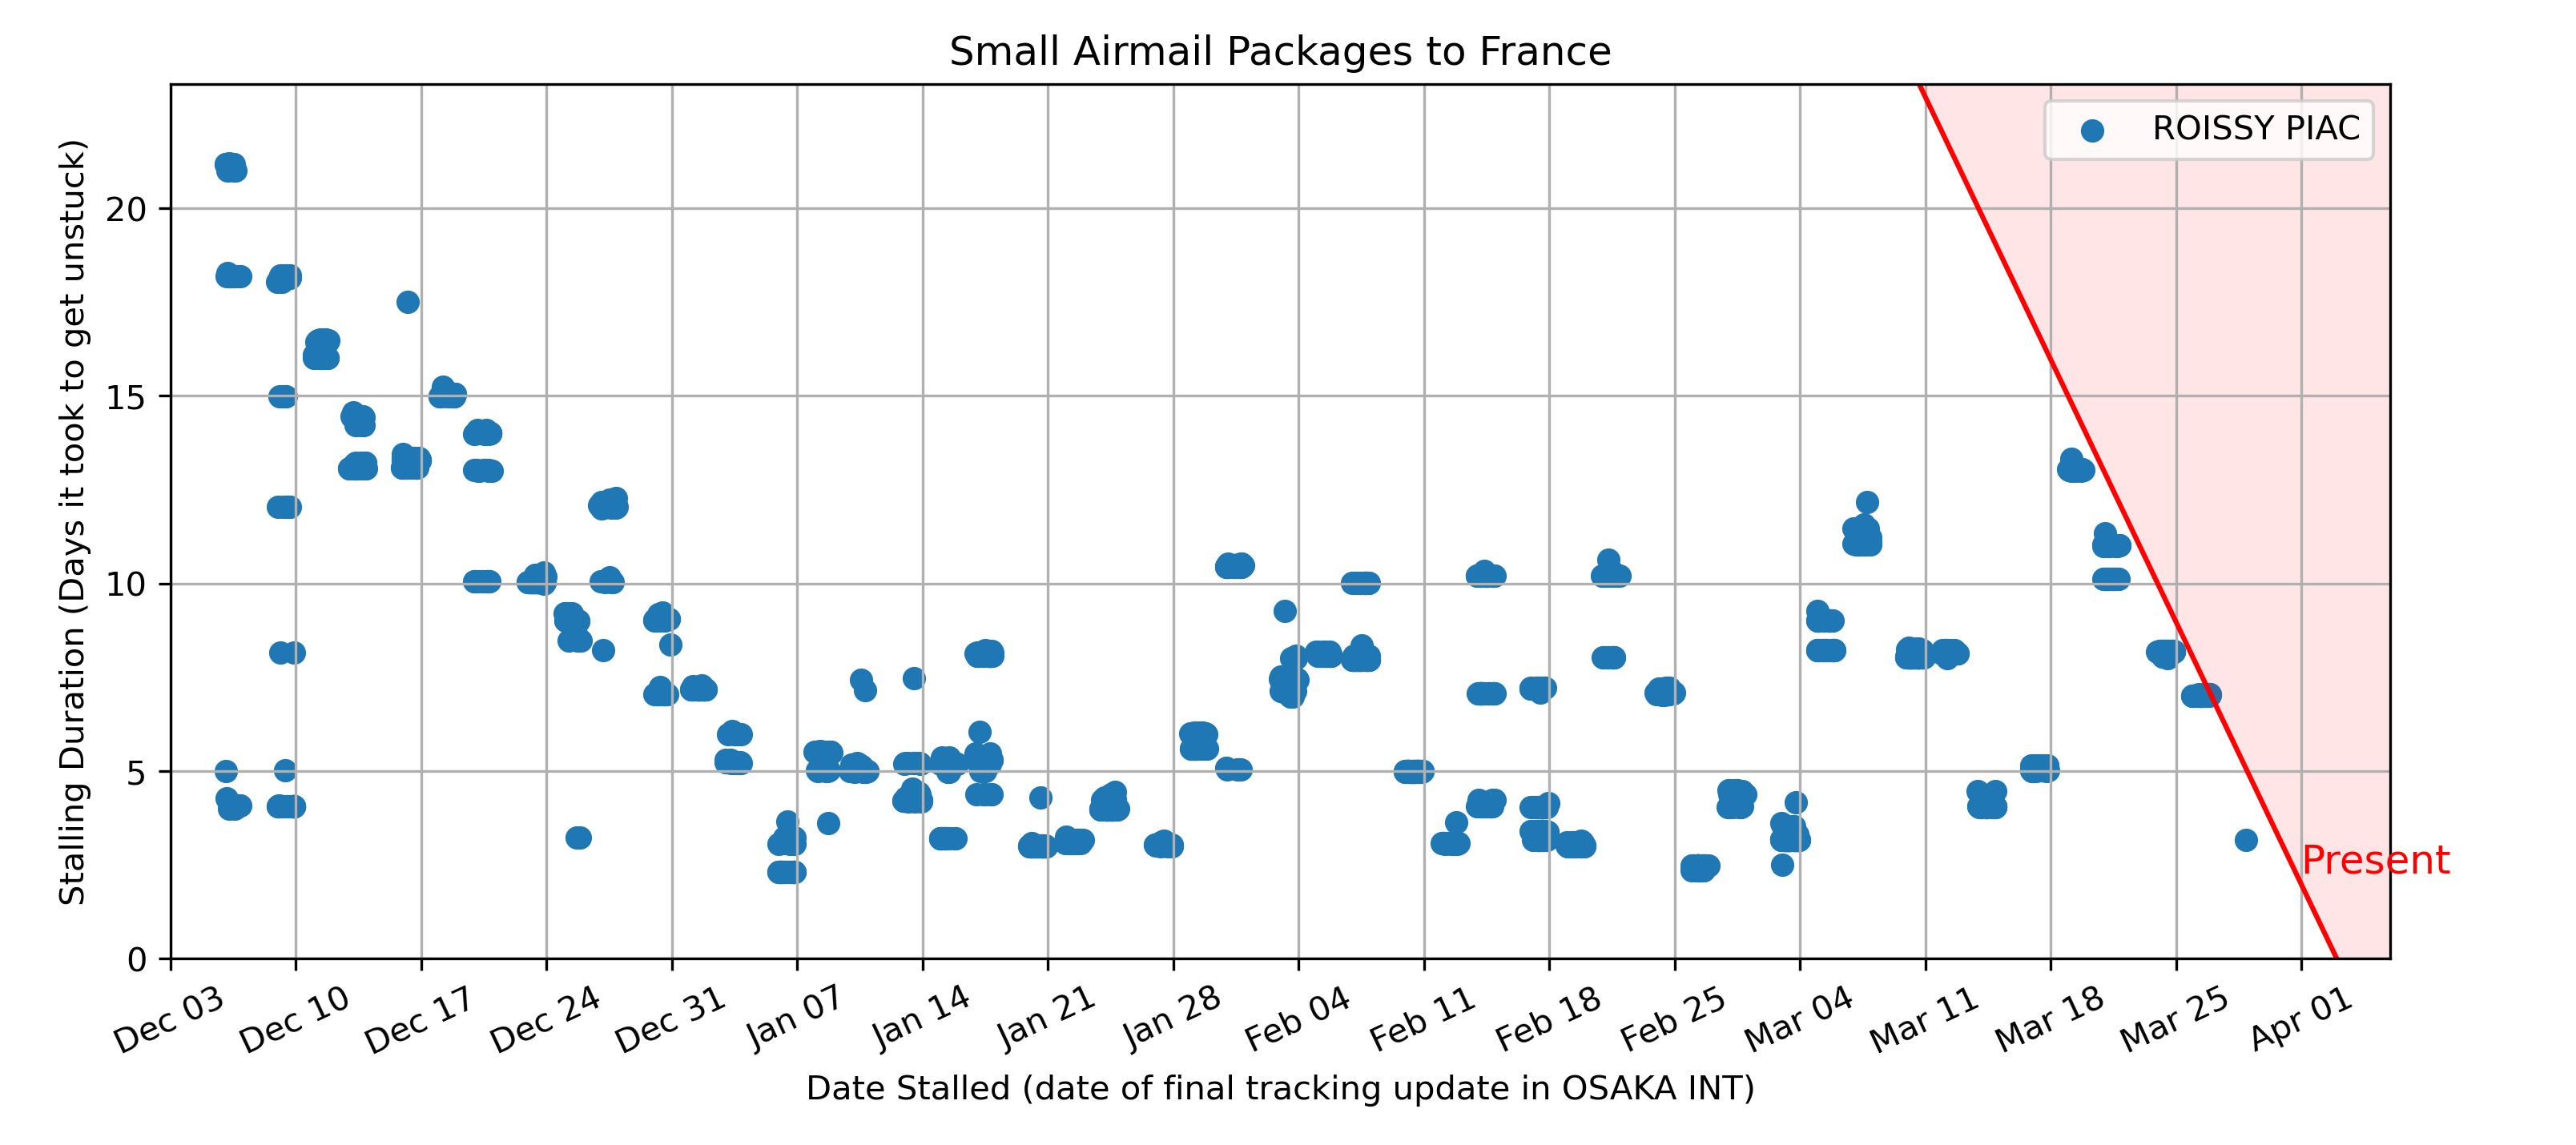 Small Airmail Packages to France
ROISSY PIAC
Stalling Duration (Days it took to get unstuck)
20
15
10
5
0
Present
Dec 03
Dec 10
Dec 17
Dec 24
Dec 31
Jan 07
Jan 14
Jan 21
Jan 28
Feb 04
Feb 11
Feb 18
Feb 25
Mar 04
Mar 11
Mar 18
Mar 25
Apr 01
Date Stalled (date of final tracking update in OSAKA INT)